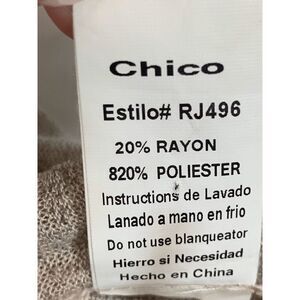 Chico
Estilo# RJ496
20% RAYON
820% POLIESTER
Instructions de Lavado
Lanado a mano en frio
Do not use blanqueator
Hierro si Necesidad
Hecho en China